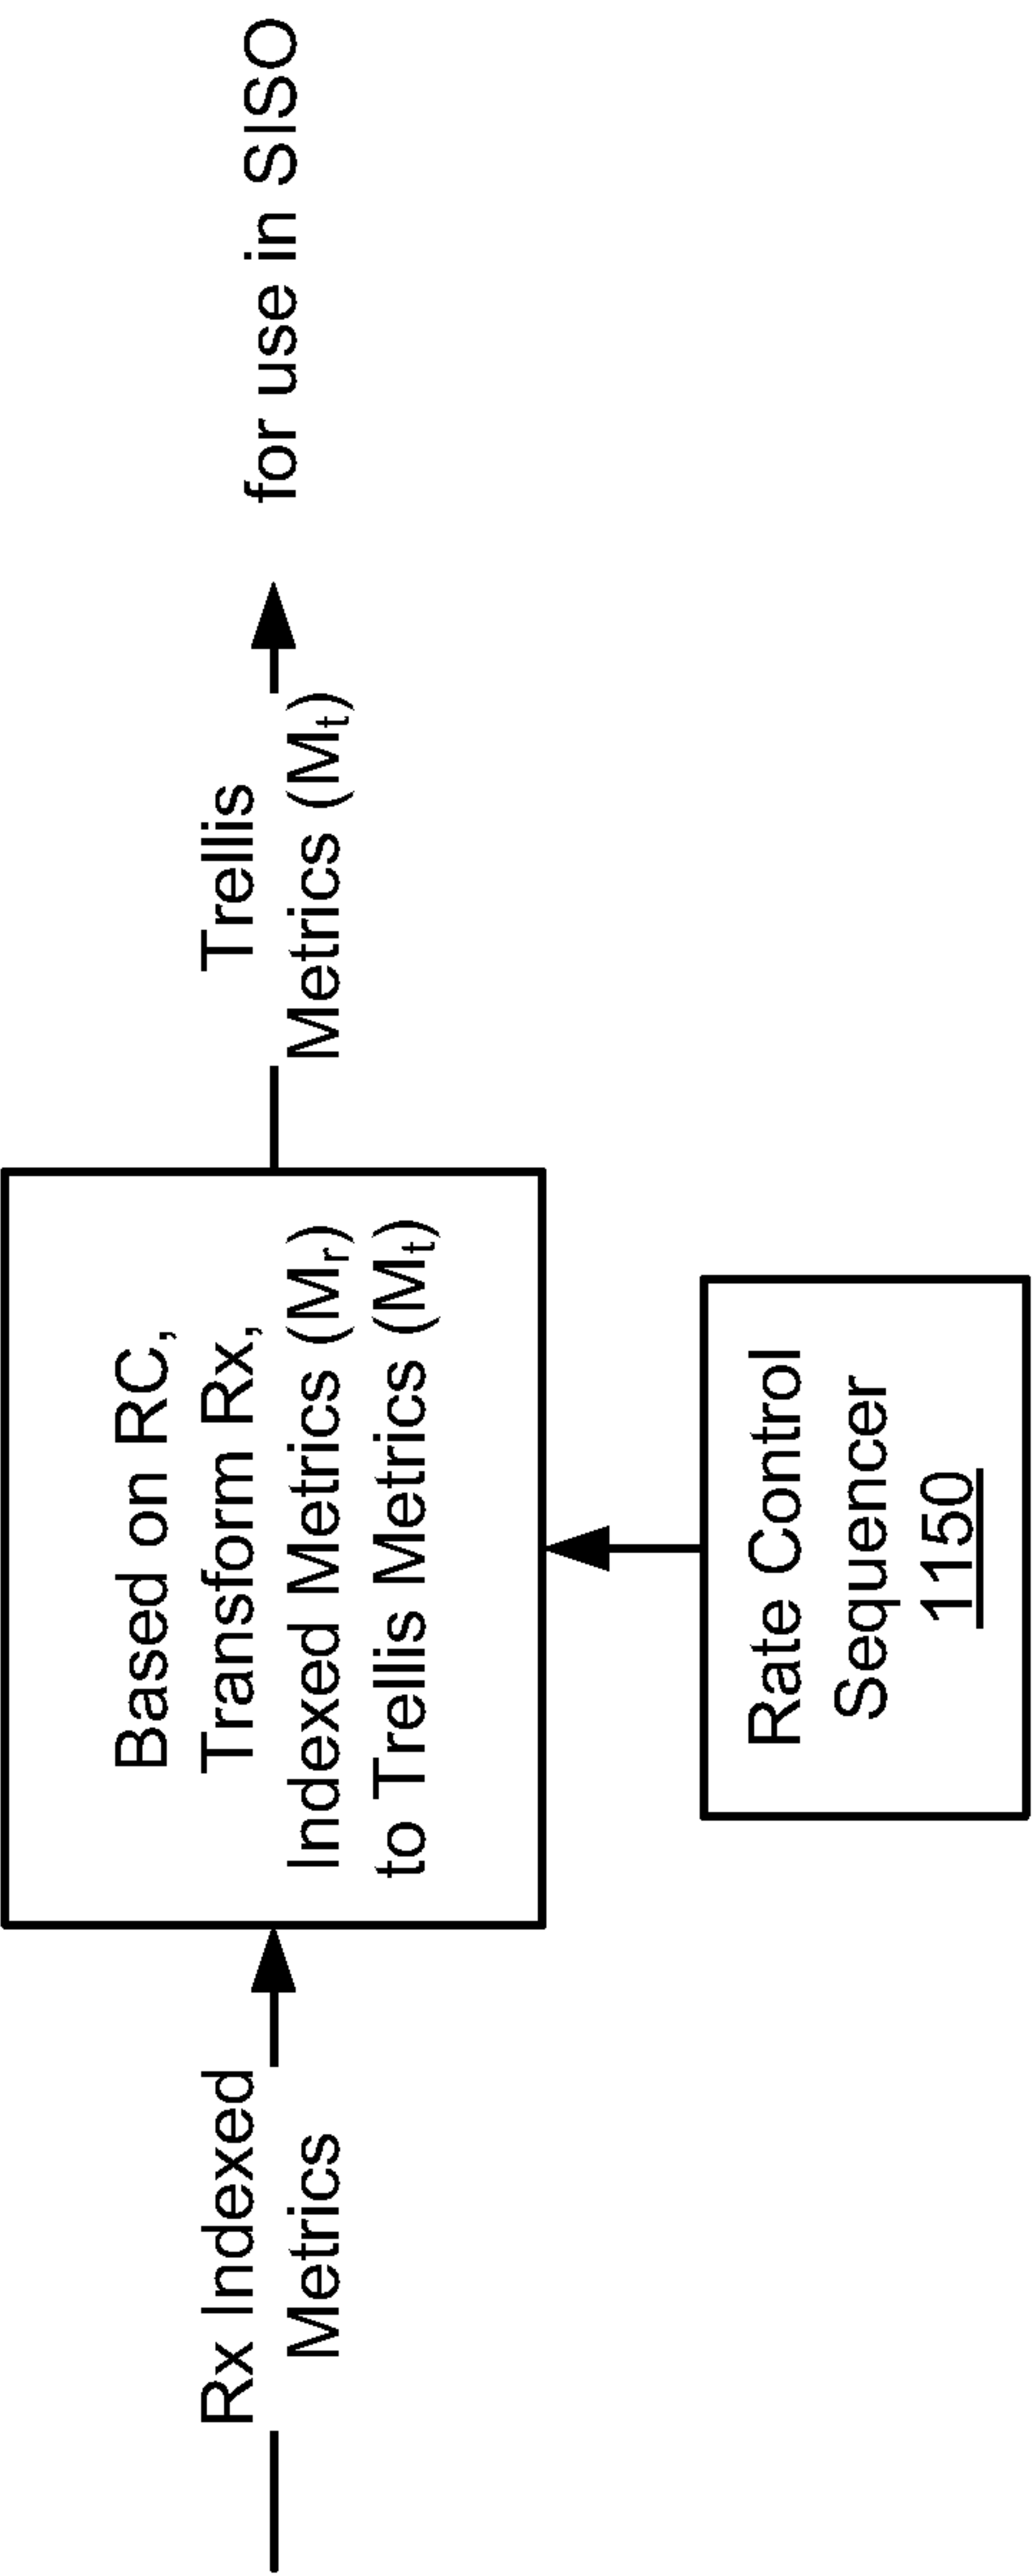 Rx Indexed
Metrics
Based on RC,
Transform Rx,
Indexed Metrics (Mr)
to Trellis Metrics (Mt)
Trellis
Metrics (Mt)
for use in SISO
Rate Control
Sequencer
1150